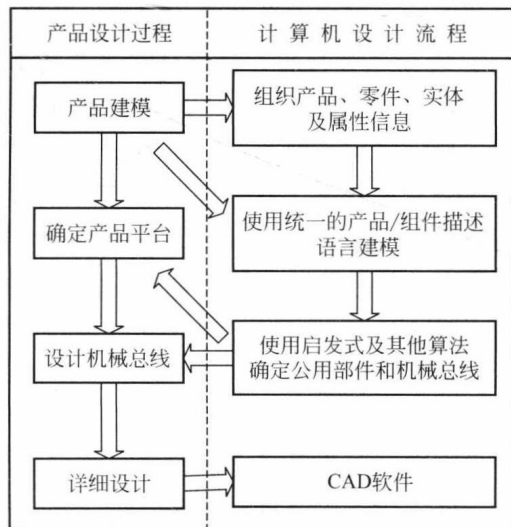 产品设计过程
计算机设计流程
产品建模
组织产品、零件、实体
及属性信息
确定产品平台
使用统一的产品/组件描述
语言建模
设计机械总线
使用启发式及其他算法
确定公用部件和机械总线
详细设计
CAD软件